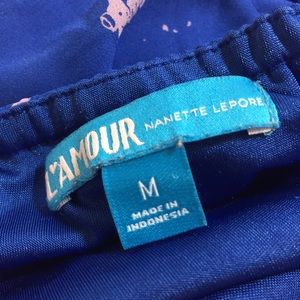 L'AMOUR NANETTE LEPORE
M
MADE IN
INDONESIA